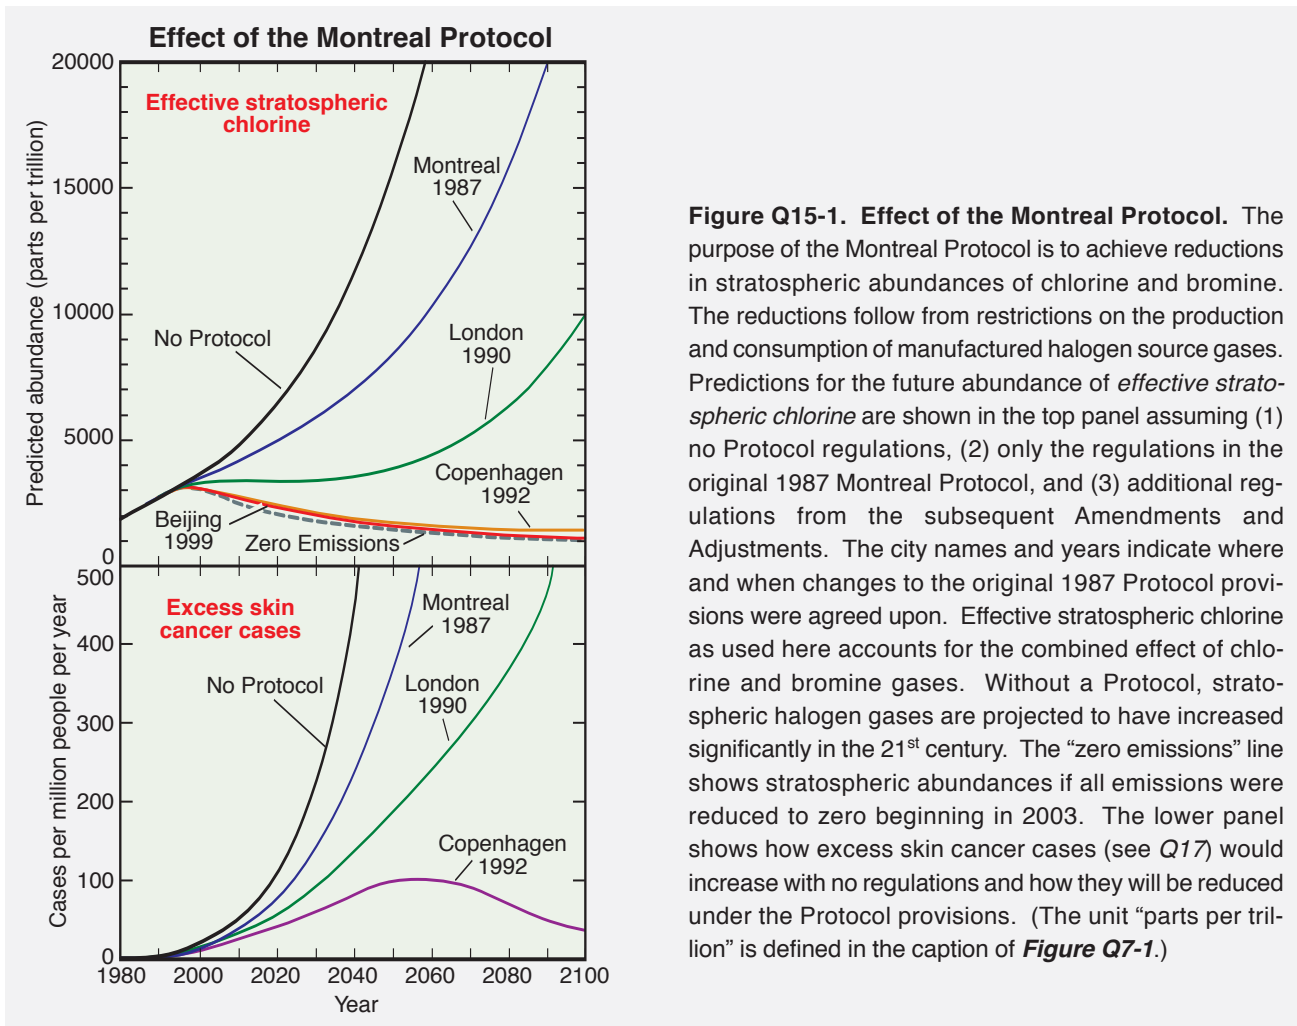 Effect of the Montreal Protocol
20000
15000
10000
5000
0
Predicted abundance (parts per trillion)
Effective stratospheric
chlorine
Montreal
1987
No Protocol
London
1990
Copenhagen
1992
Beijing
1999
Zero Emissions
500
400
300
200
100
0
Cases per million people per year
Excess skin
cancer cases
Montreal
1987
No Protocol
London
1990
Copenhagen
1992
1980 2000 2020 2040 2060 2080 2100
Year
Figure Q15-1. Effect of the Montreal Protocol. The
purpose of the Montreal Protocol is to achieve reductions
in stratospheric abundances of chlorine and bromine.
The reductions follow from restrictions on the production
and consumption of manufactured halogen source gases.
Predictions for the future abundance of effective strato-
spheric chlorine are shown in the top panel assuming (1)
no Protocol regulations, (2) only the regulations in the
original 1987 Montreal Protocol, and (3) additional reg-
ulations from the subsequent Amendments and
Adjustments. The city names and years indicate where
and when changes to the original 1987 Protocol provi-
sions were agreed upon. Effective stratospheric chlorine
as used here accounts for the combined effect of chlo-
rine and bromine gases. Without a Protocol, strato-
spheric halogen gases are projected to have increased
significantly in the 21st century. The “zero emissions” line
shows stratospheric abundances if all emissions were
reduced to zero beginning in 2003. The lower panel
shows how excess skin cancer cases (see Q17) would
increase with no regulations and how they will be reduced
under the Protocol provisions. (The unit “parts per tril-
lion” is defined in the caption of Figure Q7-1.)